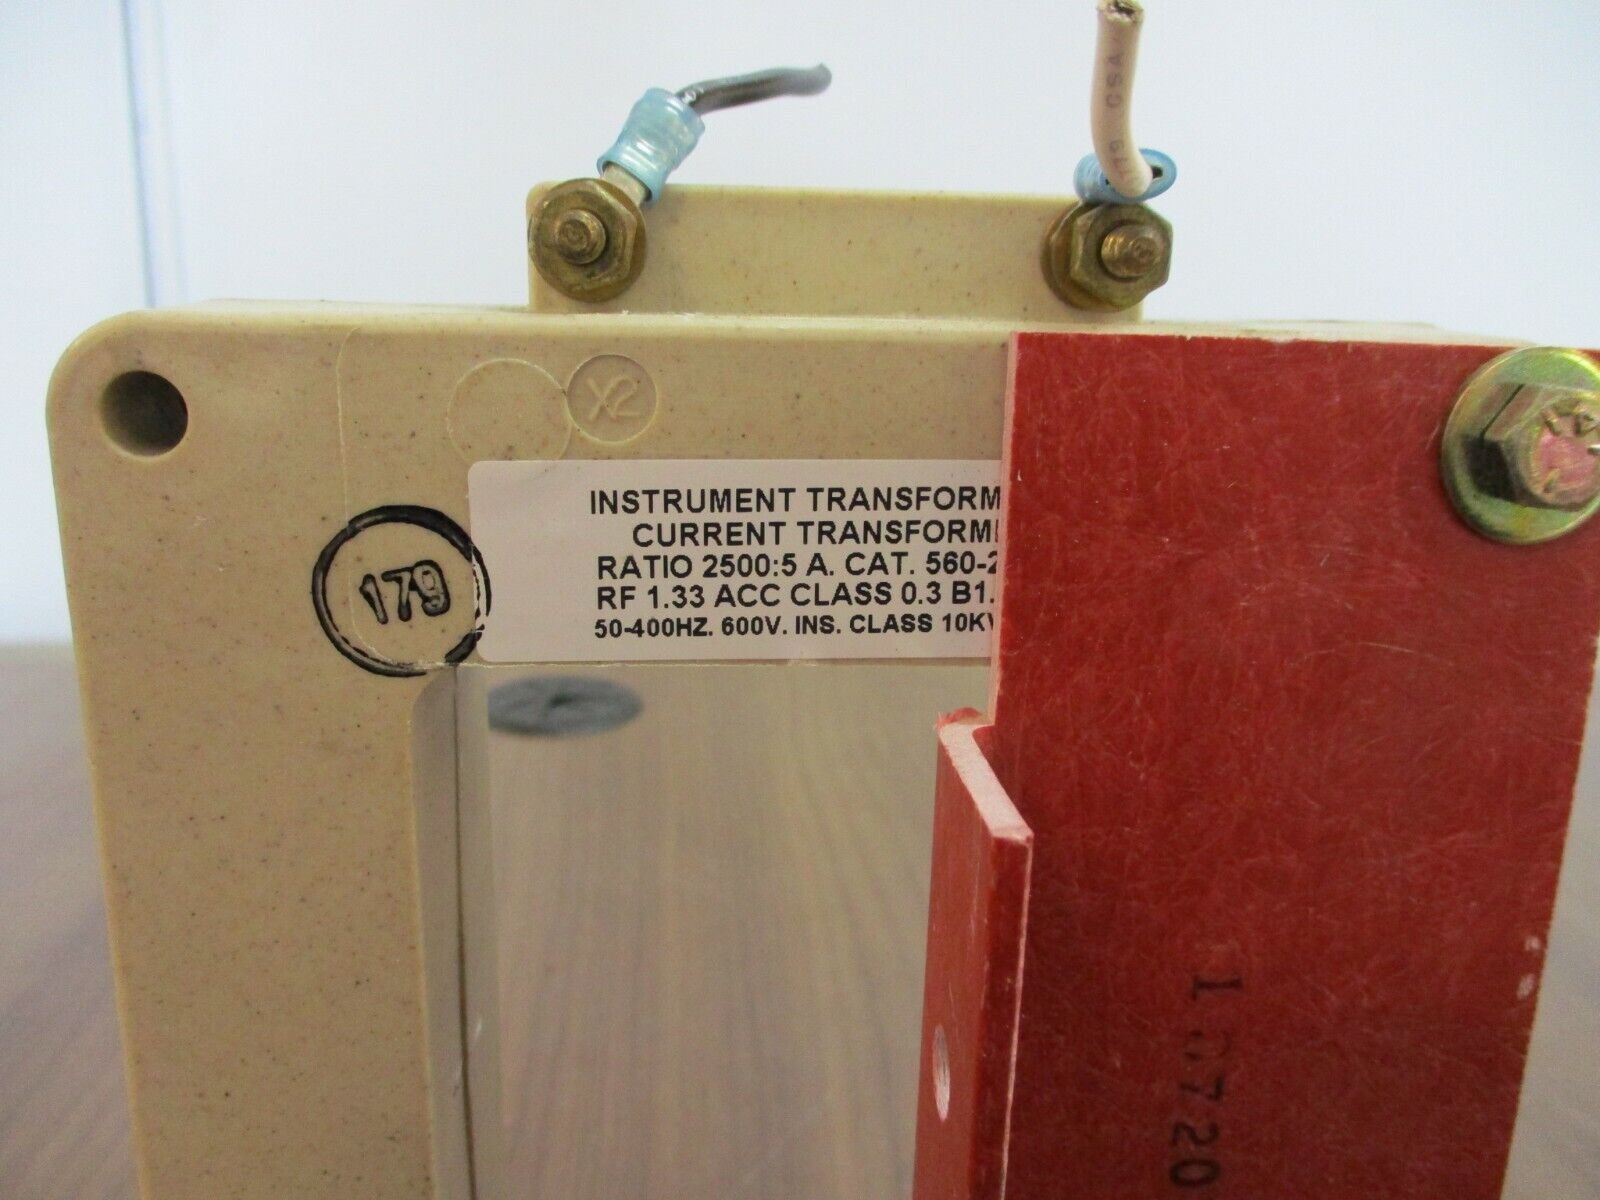 CSA
X2
INSTRUMENT TRANSFORM
CURRENT TRANSFORM
RATIO 2500:5 A. CAT. 560-2
RF 1.33 ACC CLASS 0.3 B1.
50-400HZ. 600V. INS. CLASS 10KV
179